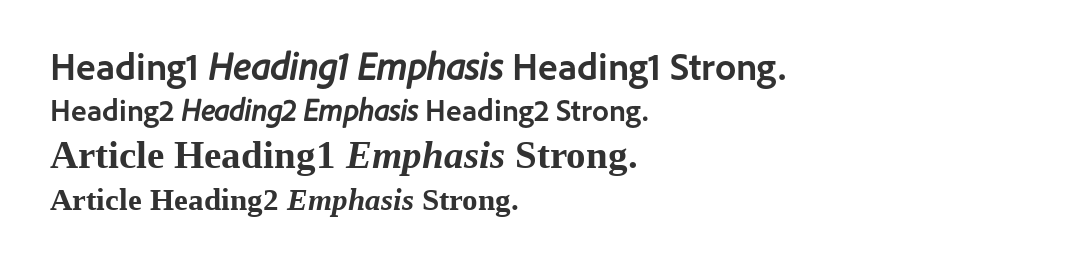 Heading1 Heading1 Emphasis Heading1 Strong.
Heading2 Heading2 Emphasis Heading2 Strong.
Article Heading1 Emphasis Strong.
Article Heading2 Emphasis Strong.